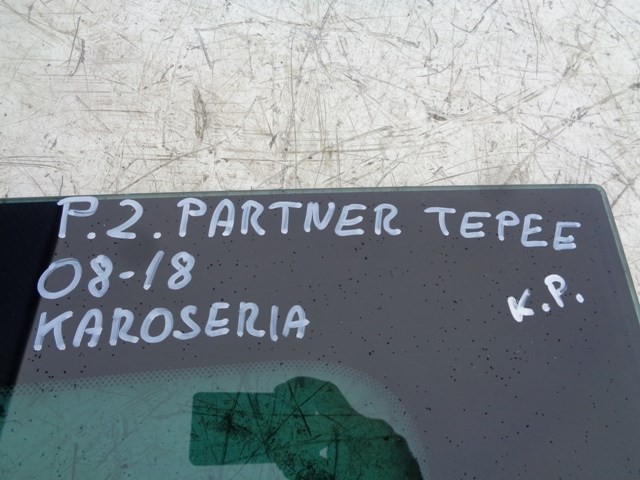 P.2. PARTNER TEPEE
08-18
KAROSERIA
K.P.